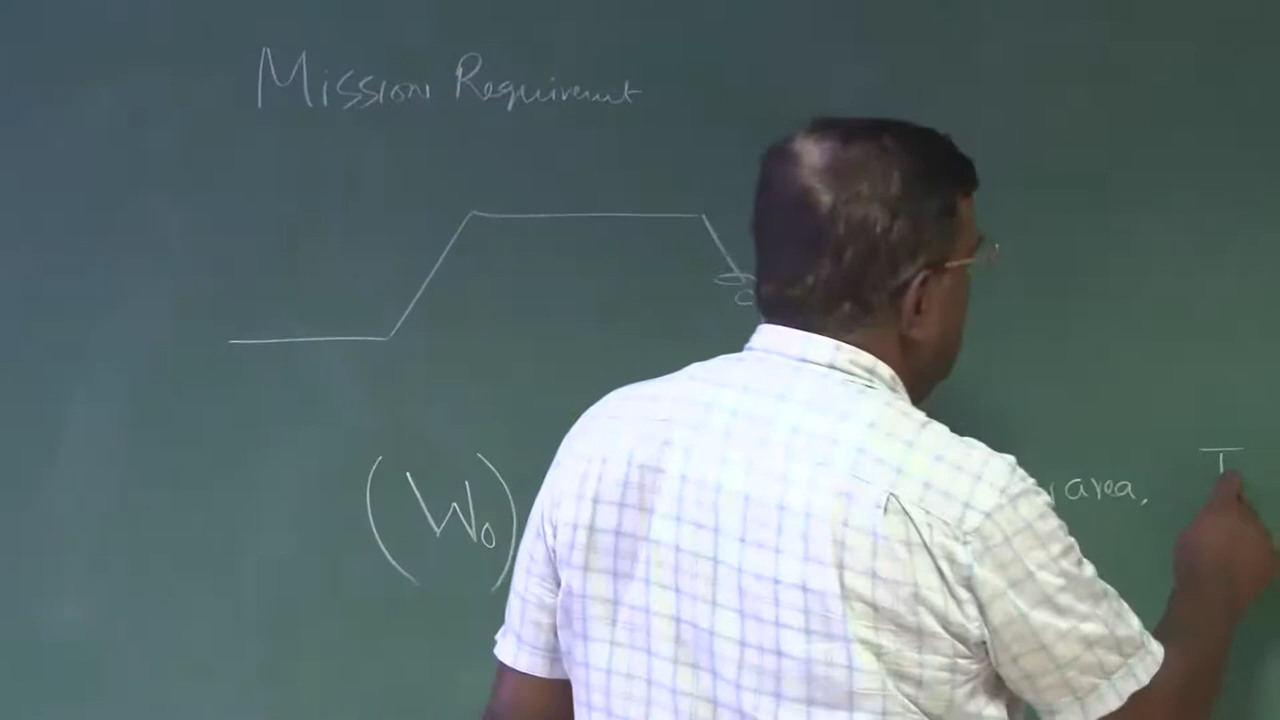 Mission Requirement
(W₀)
area,
T